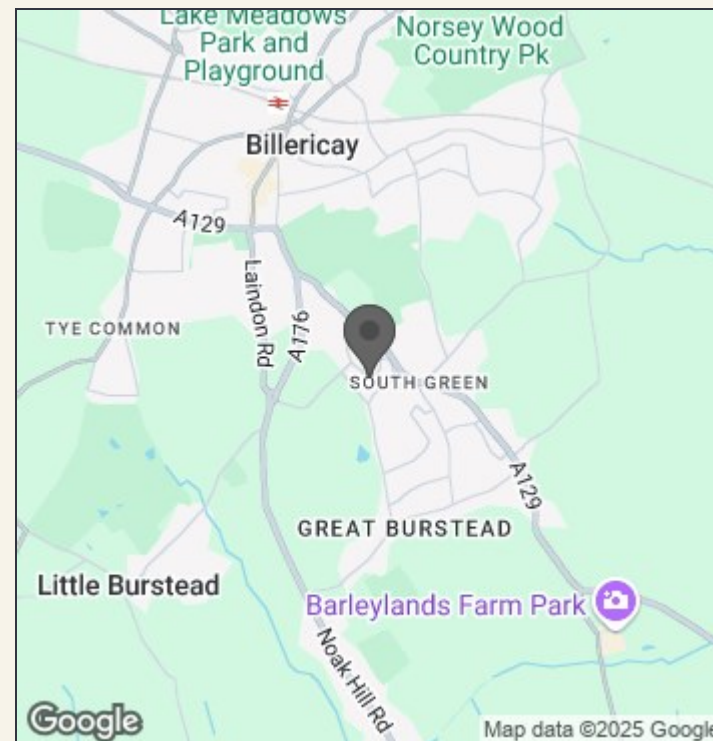 Lake Meadows
Park and
Playground
Norsey Wood
Country Pk
Billericay
A129
Laindon Rd
A176
TYE COMMON
SOUTH GREEN
A129
GREAT BURSTEAD
Little Burstead
Barleylands Farm Park
Noak Hill Rd
Google
Map data ©2025 Google